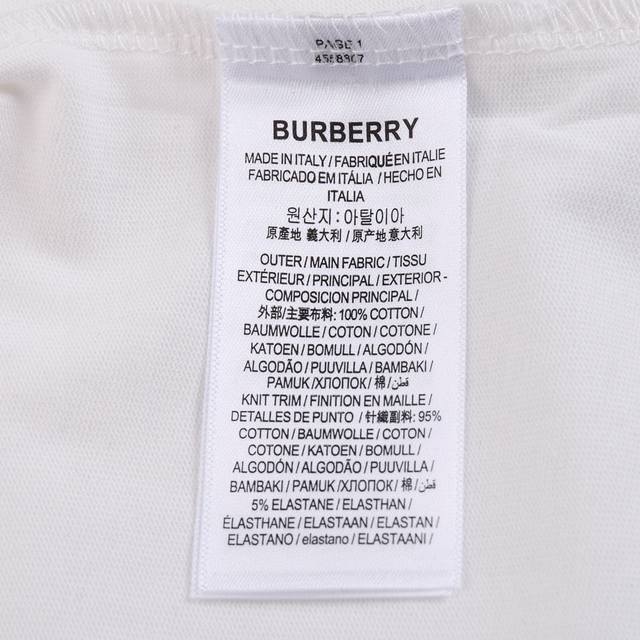 PAGE 1
BURBERRY
MADE IN ITALY / FABRIQUÉ EN ITALIE
FABRICADO EM ITÁLIA / HECHO EN
ITALIA
원산지 : 아탈이아
原產地 義大利 / 原产地 意大利
OUTER / MAIN FABRIC / TISSU
EXTÉRIEUR / PRINCIPAL / EXTERIOR -
COMPOSICION PRINCIPAL /
外部/主要布料: 100% COTTON /
BAUMWOLLE / COTON / COTONE /
KATOEN / BOMULL / ALGODÓN /
ALGODÃO / PUUVILLA / BAMBAKI /
PAMUK /ХЛОПОК / 棉 /قطن
KNIT TRIM / FINITION EN MAILLE /
DETALLES DE PUNTO / 針織副料: 95%
COTTON / BAUMWOLLE / COTON /
COTONE / KATOEN / BOMULL /
ALGODÓN / ALGODÃO / PUUVILLA /
BAMBAKI / PAMUK /ХЛОПОК / 棉 /قطن
5% ELASTANE / ELASTHAN /
ÉLASTHANE / ELASTAAN / ELASTAN /
ELASTANO / elastano / ELASTAANI /